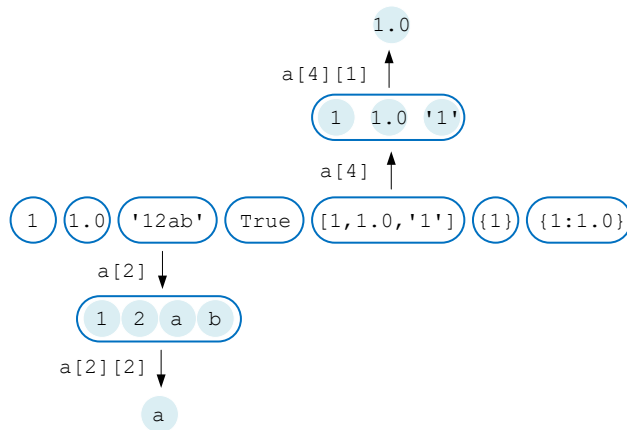 1.0
a[4][1]
1 1.0 '1'
a[4]
1 1.0 '12ab' True [1,1.0,'1'] {1} {1:1.0}
a[2]
1 2 a b
a[2][2]
a